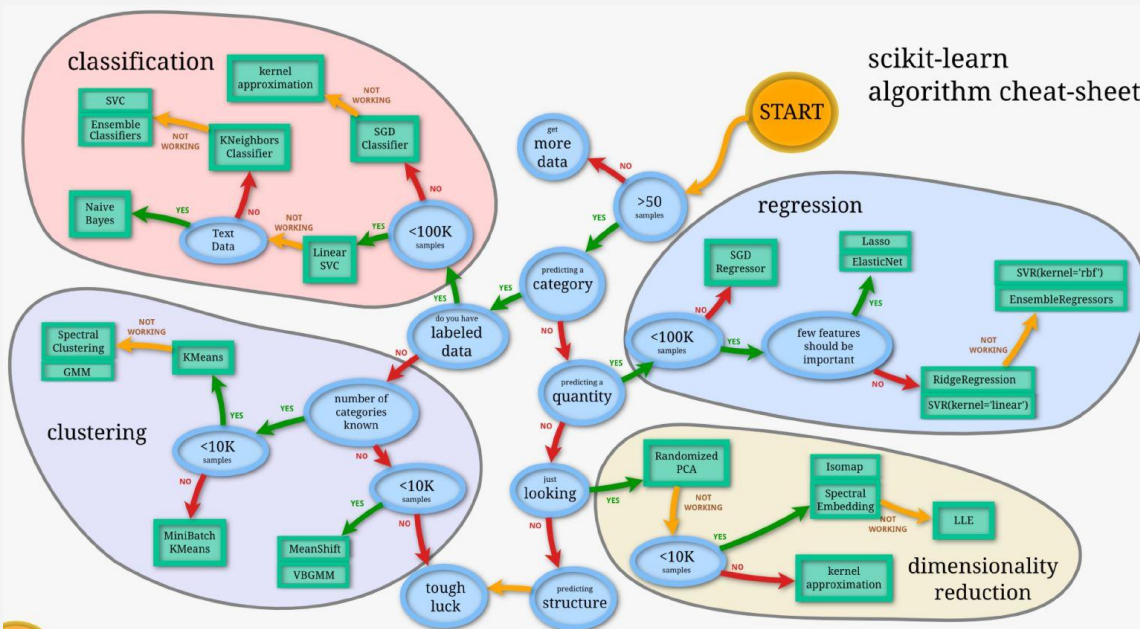 scikit-learn
algorithm cheat-sheet
START
get
more
data
NO
>50
samples
YES
predicting a
category
YES
NO
do you have
labeled
data
YES
NO
predicting a
quantity
YES
NO
just
looking
YES
NO
predicting
structure
tough
luck
classification
kernel
approximation
NOT
WORKING
SGD
Classifier
NO
<100K
samples
YES
Linear
SVC
NOT
WORKING
Text
Data
YES
Naive
Bayes
NO
KNeighbors
Classifier
NOT
WORKING
SVC
Ensemble
Classifiers
clustering
number of
categories
known
YES
NO
<10K
samples
YES
KMeans
NOT
WORKING
Spectral
Clustering
GMM
NO
MiniBatch
KMeans
<10K
samples
YES
MeanShift
VBGMM
NO
regression
<100K
samples
NO
SGD
Regressor
YES
few features
should be
important
YES
Lasso
ElasticNet
NO
RidgeRegression
SVR(kernel='linear')
NOT
WORKING
SVR(kernel='rbf')
EnsembleRegressors
dimensionality
reduction
Randomized
PCA
NOT
WORKING
<10K
samples
YES
Isomap
Spectral
Embedding
NOT
WORKING
LLE
NO
kernel
approximation